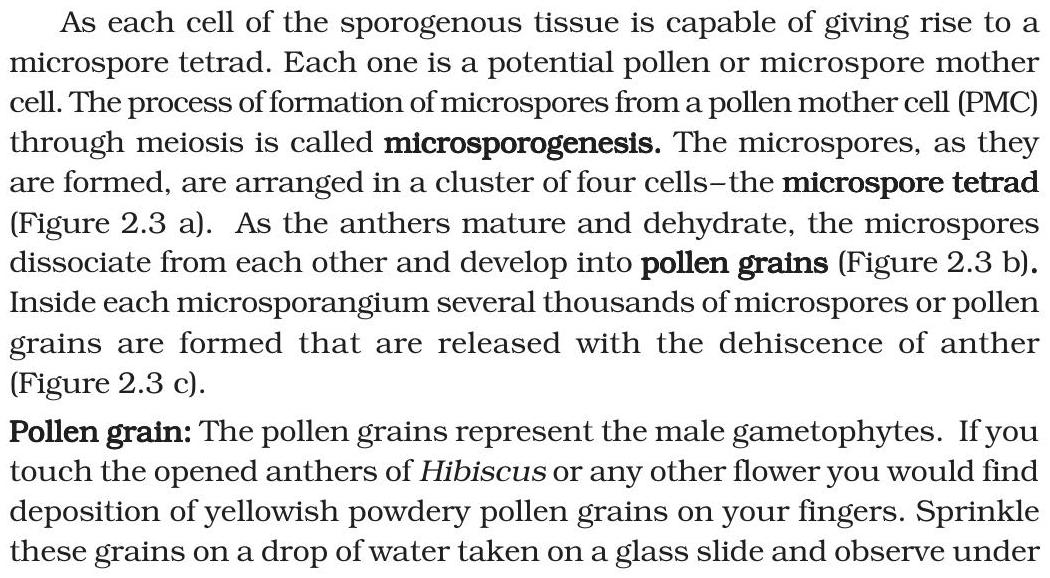 As each cell of the sporogenous tissue is capable of giving rise to a
microspore tetrad. Each one is a potential pollen or microspore mother
cell. The process of formation of microspores from a pollen mother cell (PMC)
through meiosis is called microsporogenesis. The microspores, as they
are formed, are arranged in a cluster of four cells–the microspore tetrad
(Figure 2.3 a). As the anthers mature and dehydrate, the microspores
dissociate from each other and develop into pollen grains (Figure 2.3 b).
Inside each microsporangium several thousands of microspores or pollen
grains are formed that are released with the dehiscence of anther
(Figure 2.3 c).
Pollen grain: The pollen grains represent the male gametophytes. If you
touch the opened anthers of Hibiscus or any other flower you would find
deposition of yellowish powdery pollen grains on your fingers. Sprinkle
these grains on a drop of water taken on a glass slide and observe under